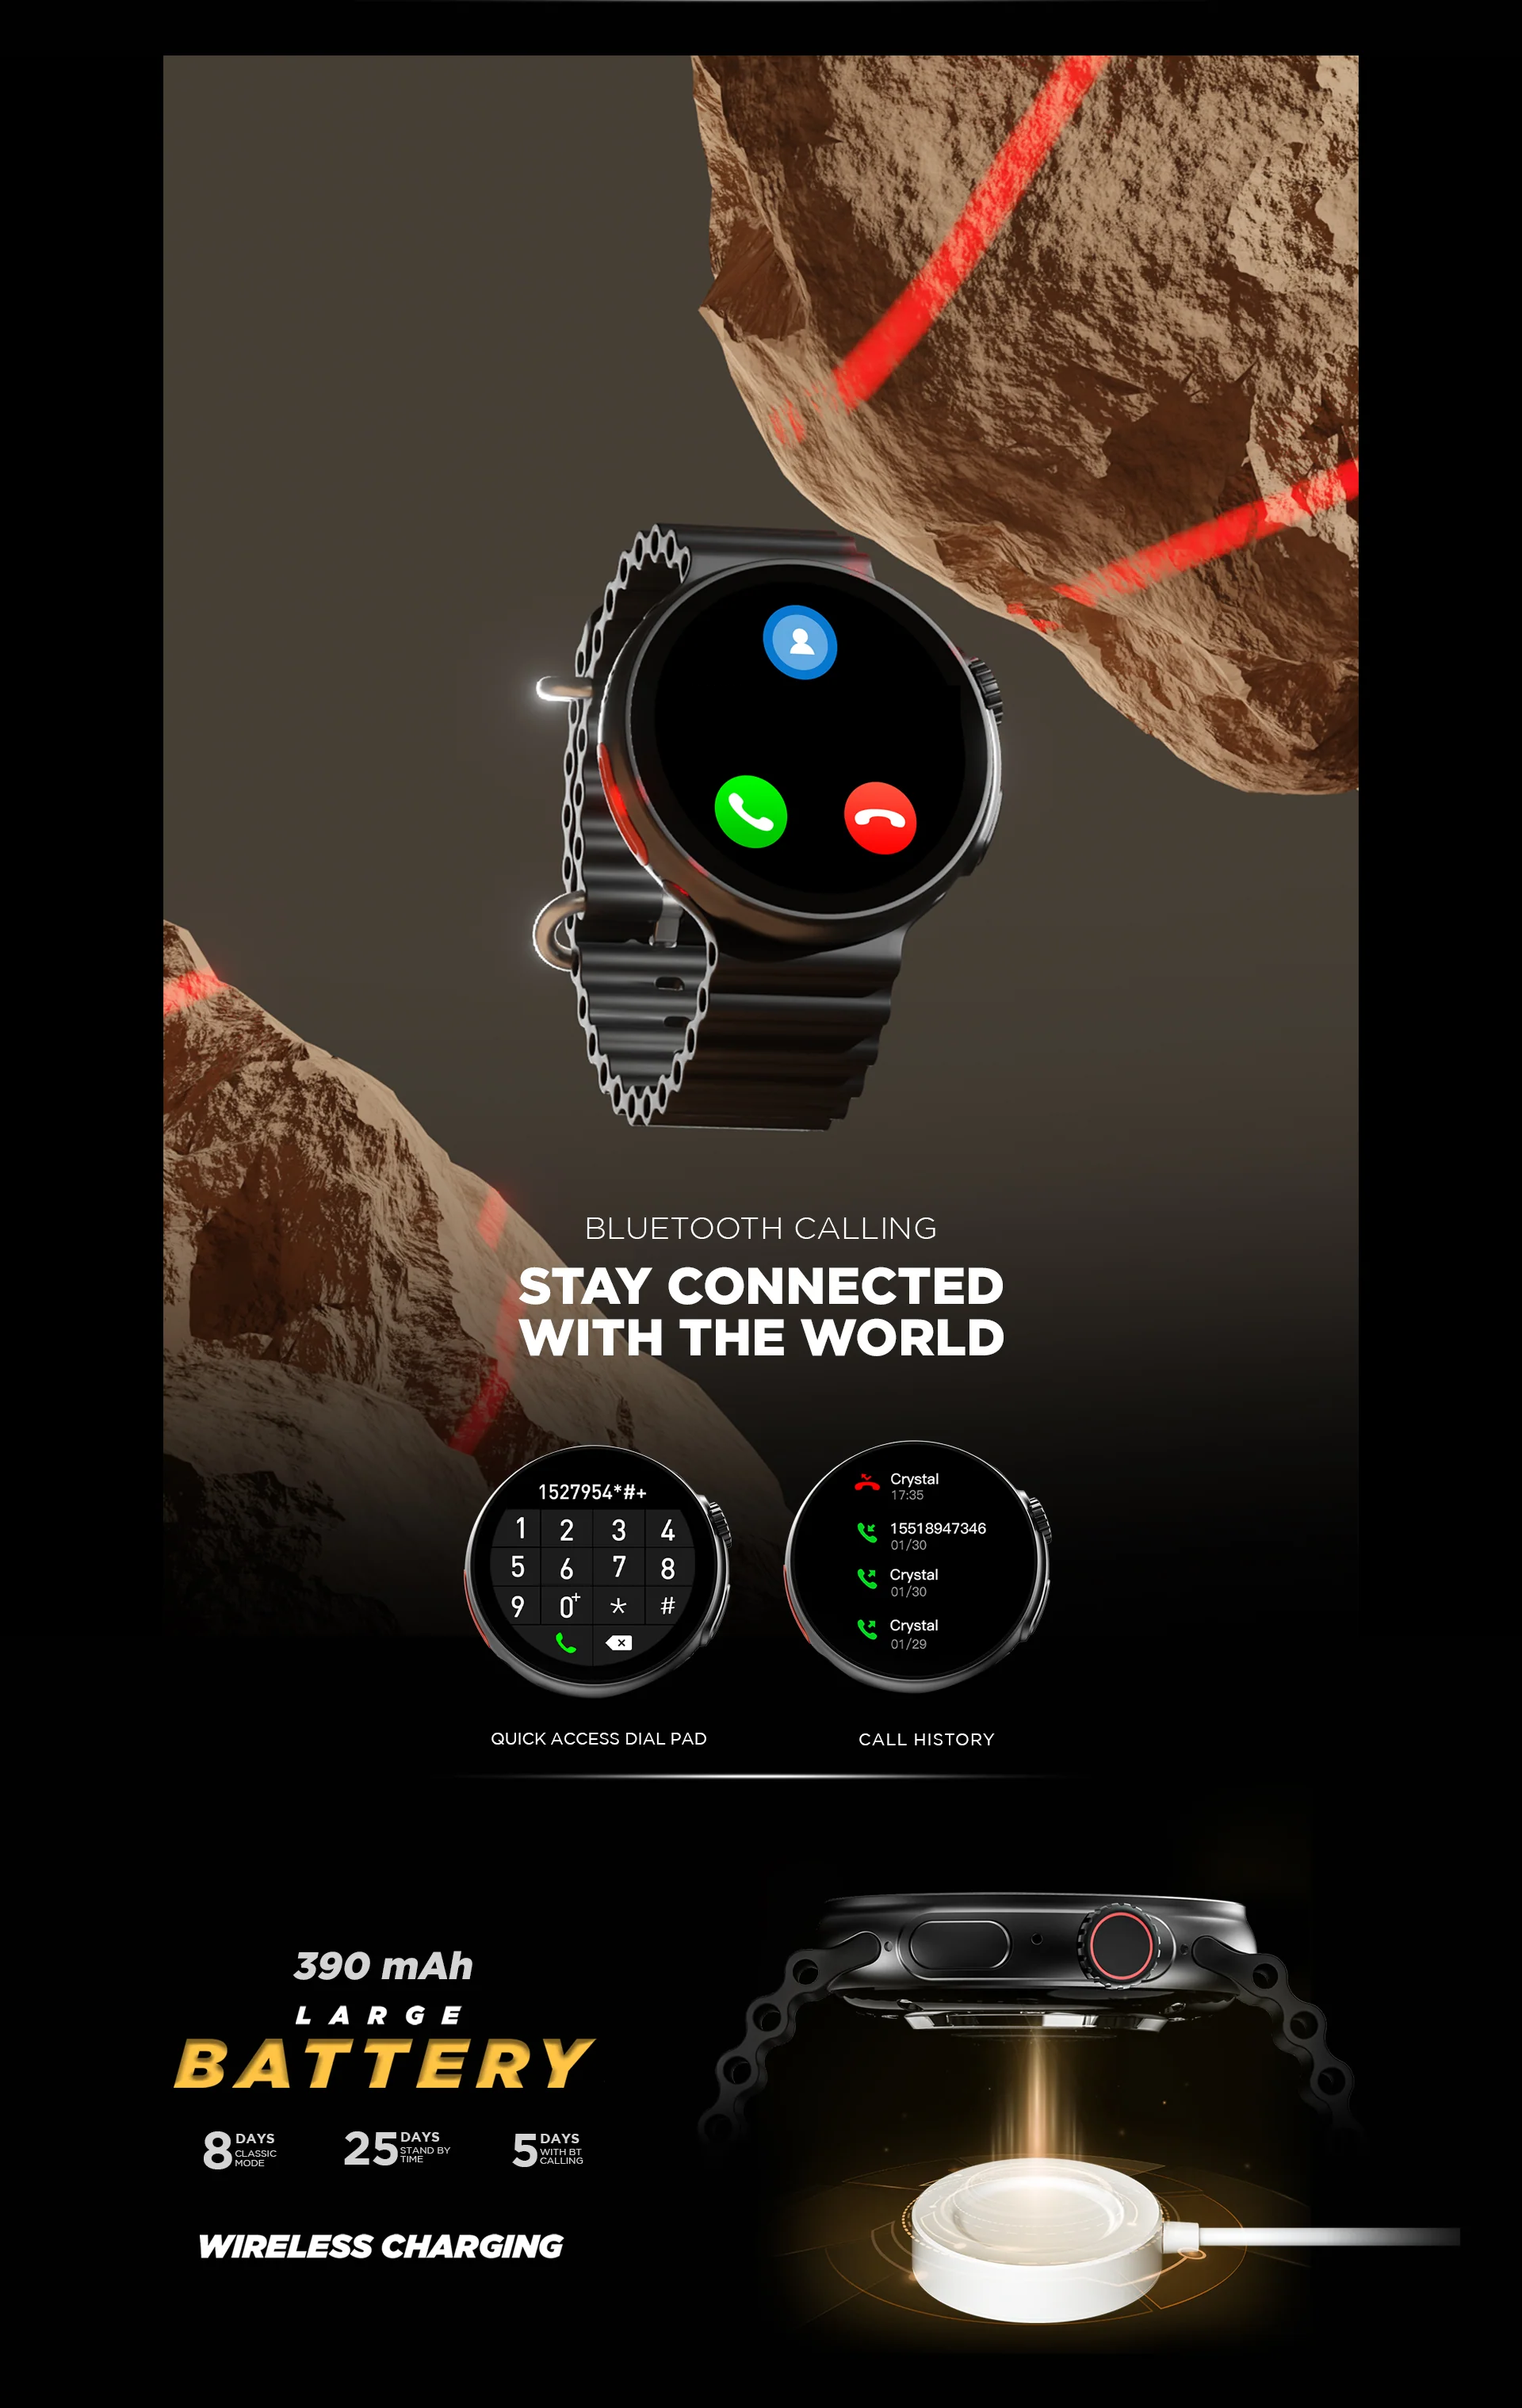 BLUETOOTH CALLING
STAY CONNECTED
WITH THE WORLD
1527954*#+
1 2 3 4
5 6 7 8
9 0+ * #
Crystal
17:35
15518947346
01/30
Crystal
01/30
Crystal
01/29
QUICK ACCESS DIAL PAD
CALL HISTORY
390 mAh
LARGE
BATTERY
8 DAYS
CLASSIC
MODE
25 DAYS
STAND BY
TIME
5 DAYS
WITH BT
CALLING
WIRELESS CHARGING